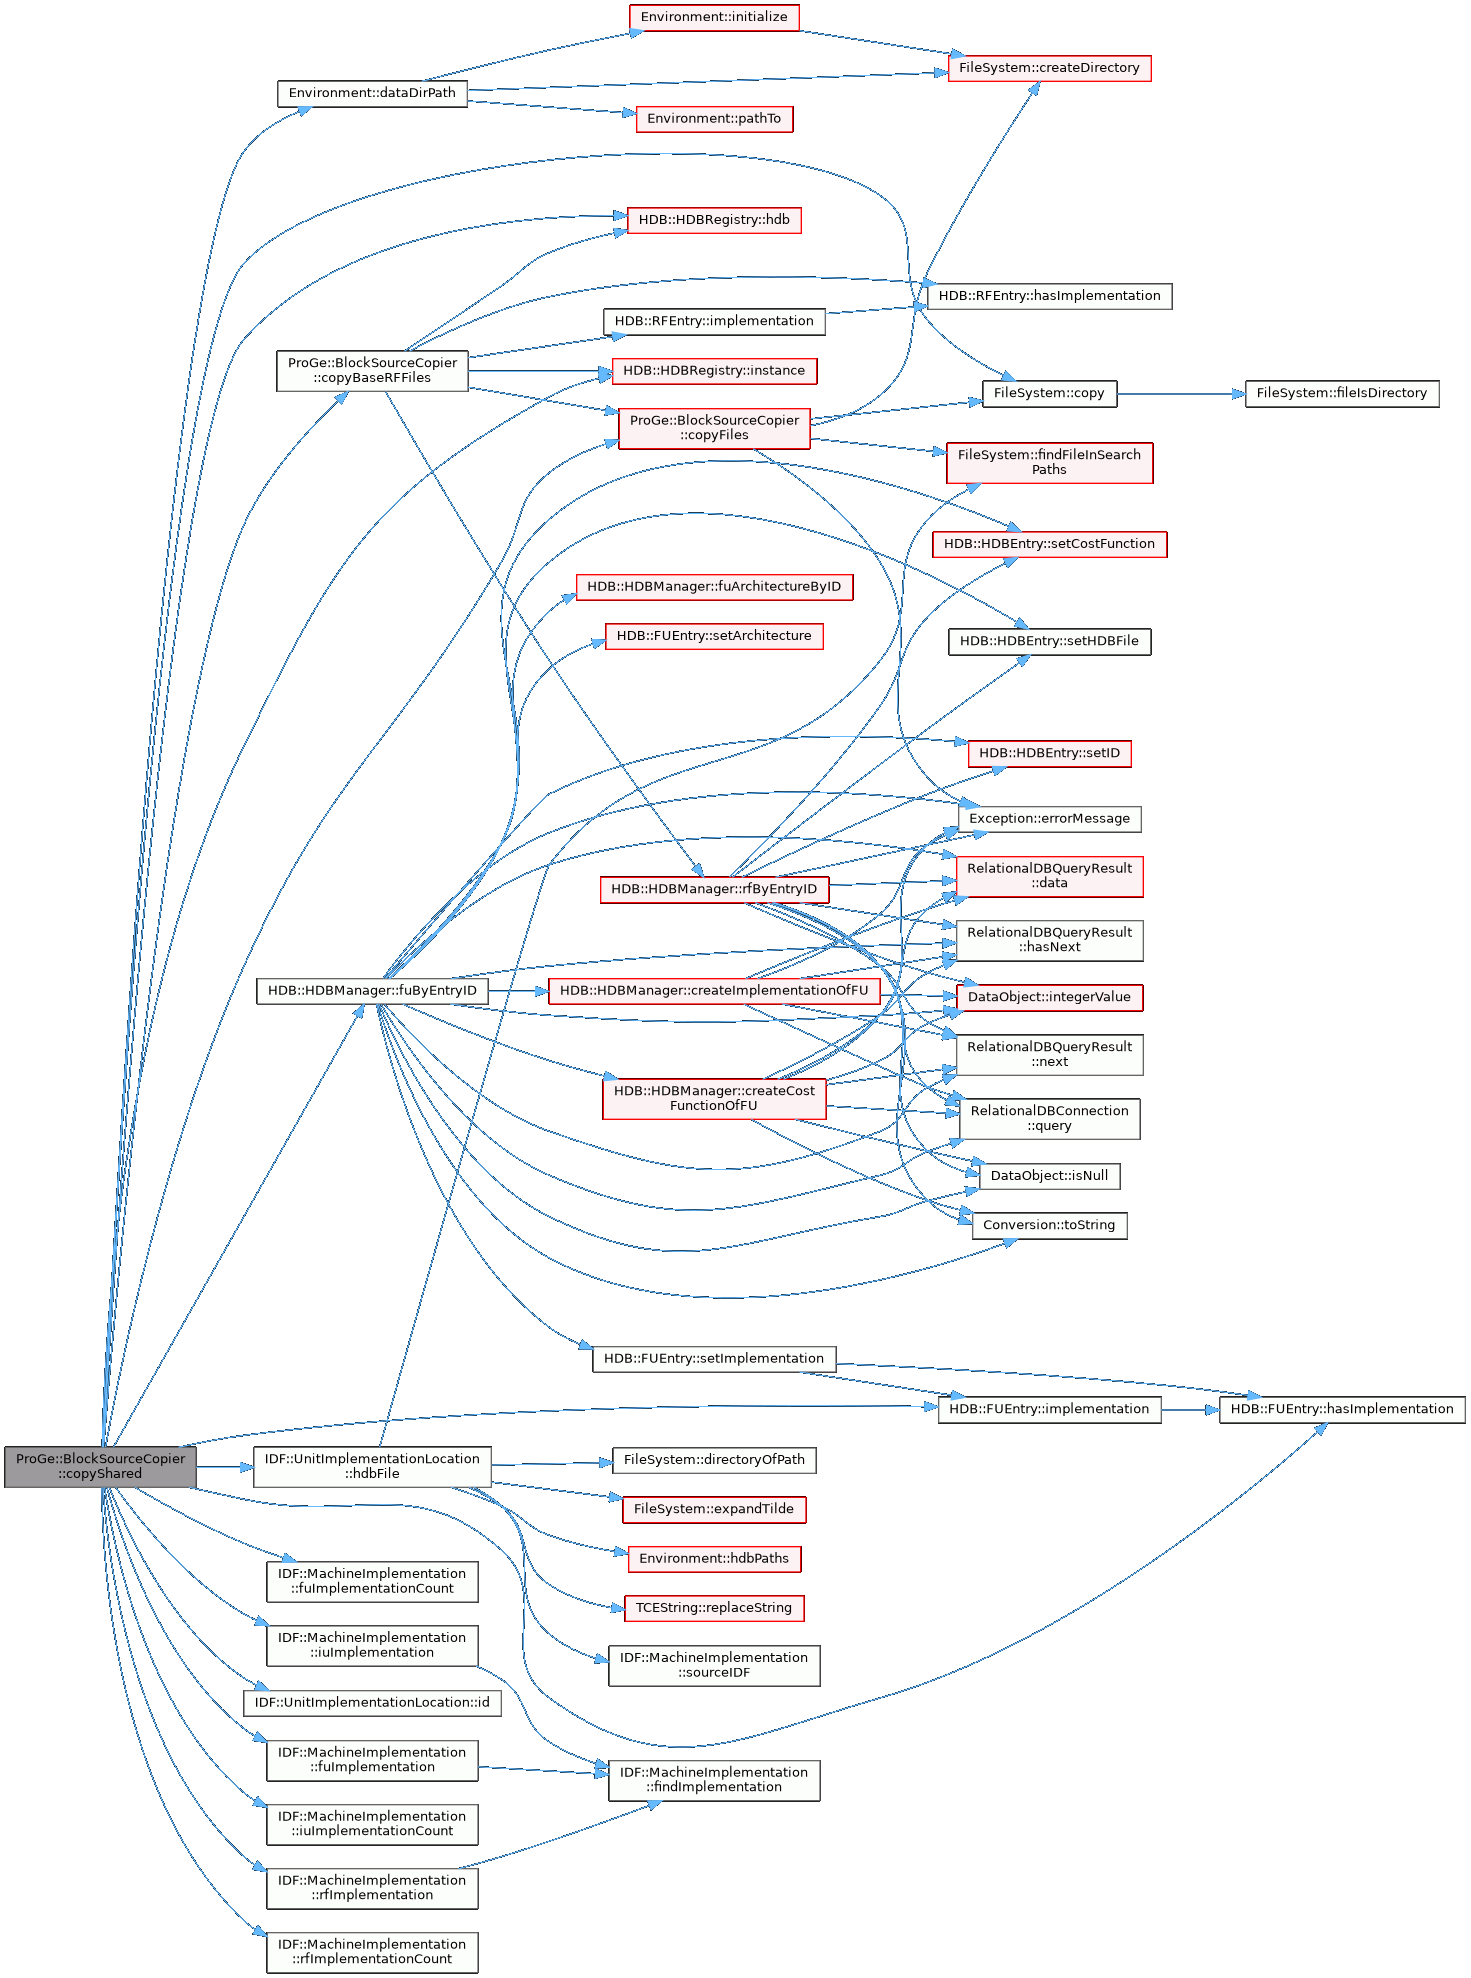 Environment::initialize
FileSystem::createDirectory
Environment::dataDirPath
Environment::pathTo
HDB::HDBRegistry::hdb
HDB::RFEntry::hasImplementation
HDB::RFEntry::implementation
ProGe::BlockSourceCopier
::copyBaseRFFiles
HDB::HDBRegistry::instance
FileSystem::copy
FileSystem::fileIsDirectory
ProGe::BlockSourceCopier
::copyFiles
FileSystem::findFileInSearch
Paths
HDB::HDBEntry::setCostFunction
HDB::HDBManager::fuArchitectureByID
HDB::FUEntry::setArchitecture
HDB::HDBEntry::setHDBFile
HDB::HDBEntry::setID
Exception::errorMessage
RelationalDBQueryResult
::data
HDB::HDBManager::rfByEntryID
RelationalDBQueryResult
::hasNext
HDB::HDBManager::fuByEntryID
HDB::HDBManager::createImplementationOfFU
DataObject::integerValue
RelationalDBQueryResult
::next
HDB::HDBManager::createCost
FunctionOfFU
RelationalDBConnection
::query
DataObject::isNull
Conversion::toString
HDB::FUEntry::setImplementation
HDB::FUEntry::implementation
HDB::FUEntry::hasImplementation
ProGe::BlockSourceCopier
::copyShared
IDF::UnitImplementationLocation
::hdbFile
FileSystem::directoryOfPath
FileSystem::expandTilde
Environment::hdbPaths
IDF::MachineImplementation
::fuImplementationCount
TCEString::replaceString
IDF::MachineImplementation
::iuImplementation
IDF::MachineImplementation
::sourceIDF
IDF::UnitImplementationLocation::id
IDF::MachineImplementation
::fuImplementation
IDF::MachineImplementation
::findImplementation
IDF::MachineImplementation
::iuImplementationCount
IDF::MachineImplementation
::rfImplementation
IDF::MachineImplementation
::rfImplementationCount